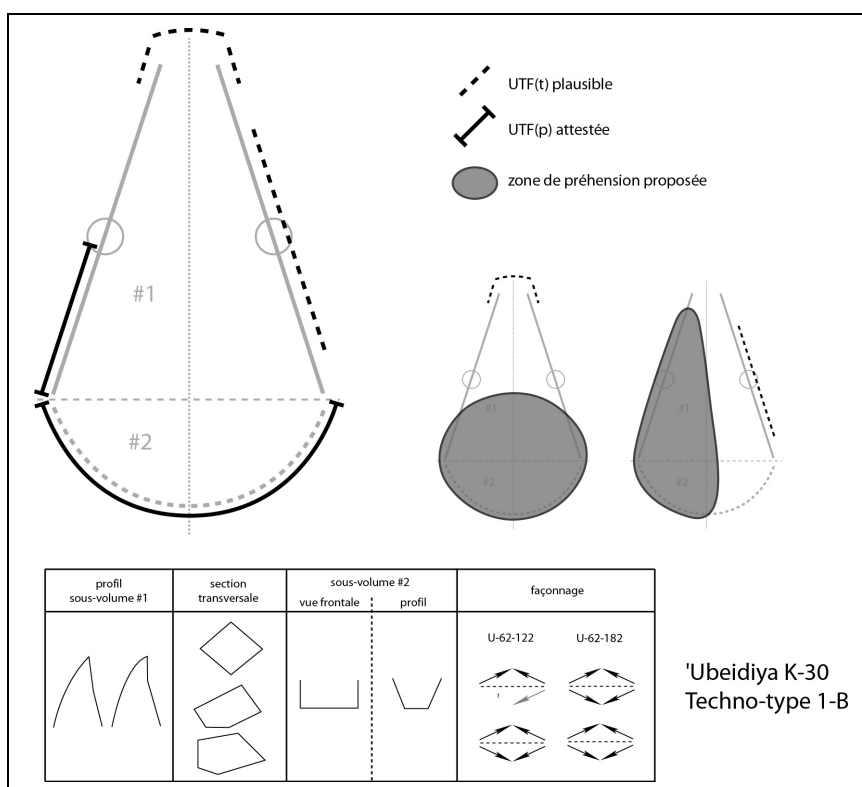 UTF(t) plausible
UTF(p) attestée
zone de préhension proposée
#1
#2
#1
#2
#1
#2
profil
sous-volume #1
section
transversale
sous-volume #2
vue frontale
profil
façonnage
U-62-122
U-62-182
'Ubeidiya K-30
Techno-type 1-B